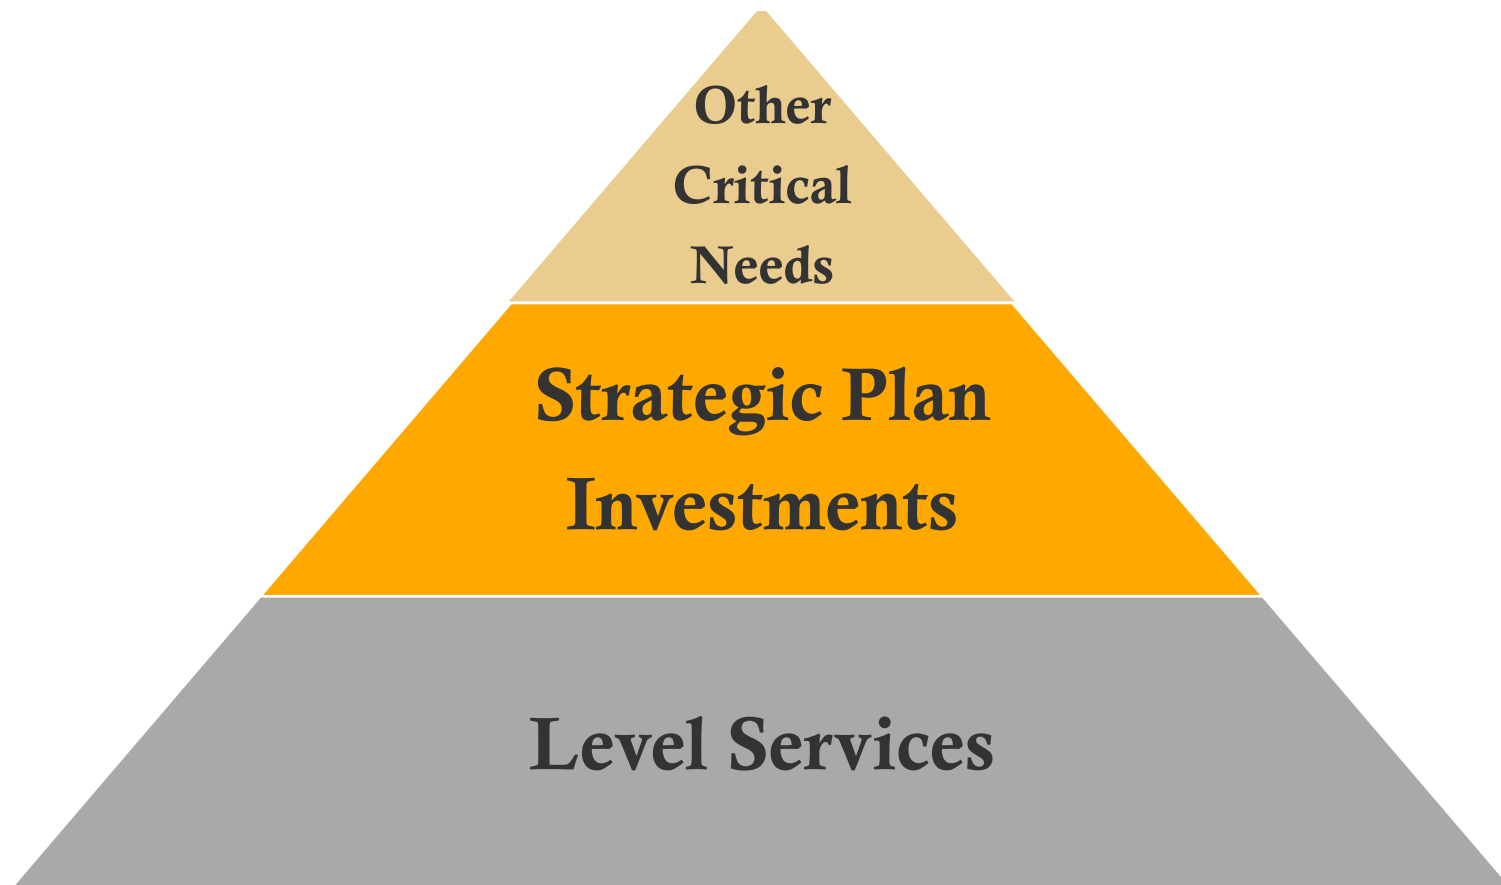 Other
Critical
Needs
Strategic Plan
Investments
Level Services